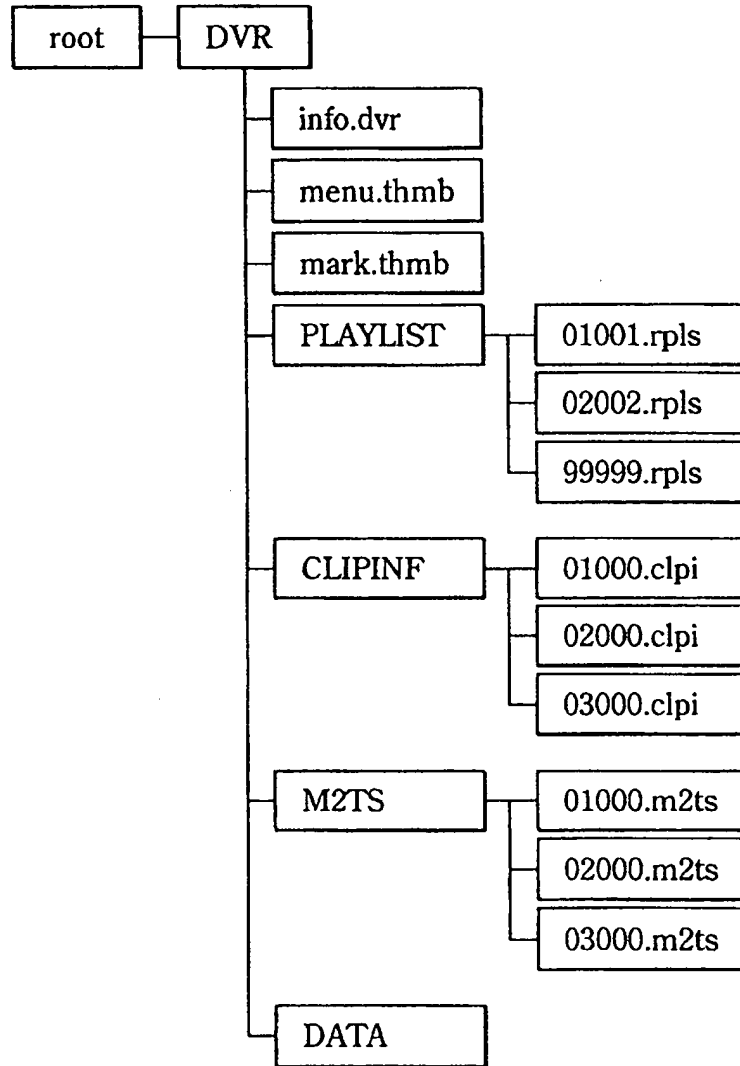 root
DVR
info.dvr
menu.thmb
mark.thmb
PLAYLIST
01001.rpls
02002.rpls
99999.rpls
CLIPINF
01000.clpi
02000.clpi
03000.clpi
M2TS
01000.m2ts
02000.m2ts
03000.m2ts
DATA